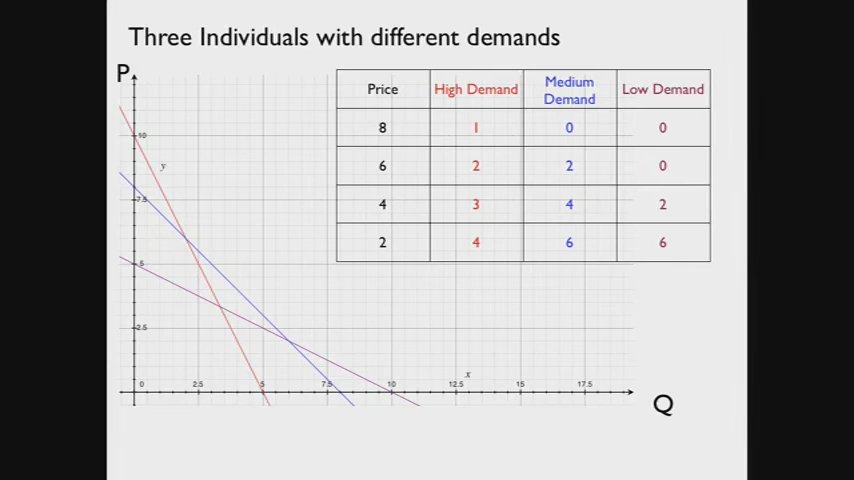 Three Individuals with different demands
P
Price High Demand Medium Demand Low Demand
8 1 0 0
6 2 2 0
4 3 4 2
2 4 6 6
10
y
7.5
5
2.5
0 2.5 5 7.5 10 12.5 15 17.5
x
Q